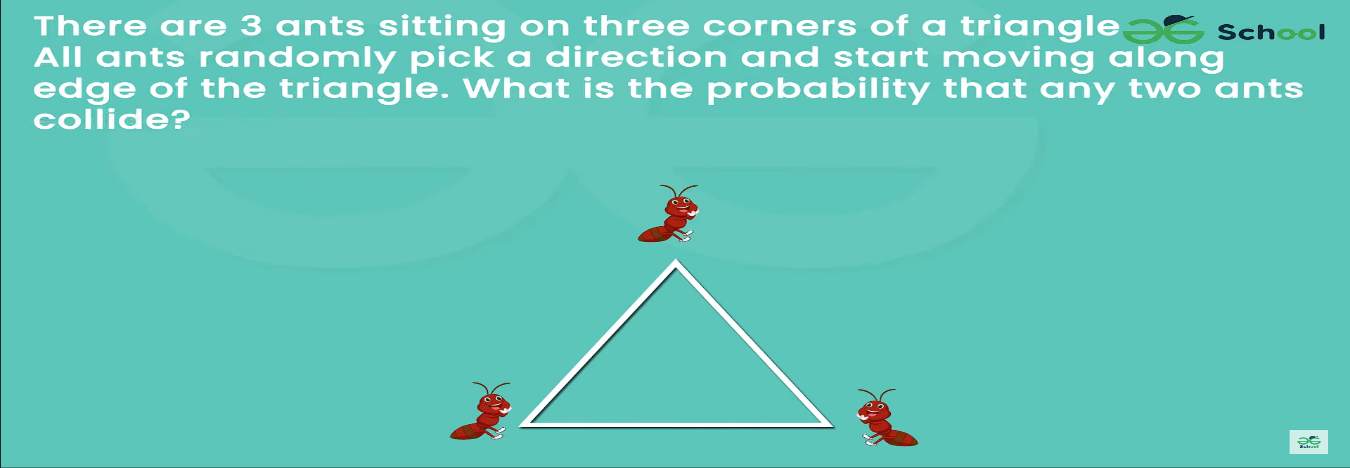 There are 3 ants sitting on three corners of a triangle
School
All ants randomly pick a direction and start moving along
edge of the triangle. What is the probability that any two ants
collide?
School